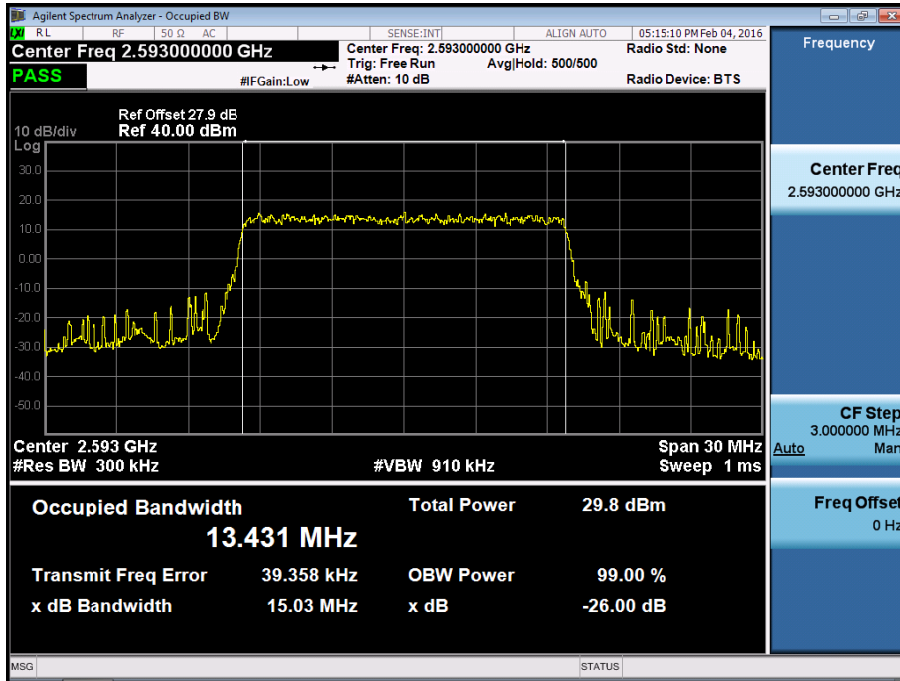 Agilent Spectrum Analyzer - Occupied BW
LXI RL RF 50 Ω AC SENSE:INT ALIGN AUTO 05:15:10 PM Feb 04, 2016
Center Freq 2.593000000 GHz
Center Freq: 2.593000000 GHz Radio Std: None
Trig: Free Run Avg|Hold: 500/500
PASS #IFGain:Low #Atten: 10 dB Radio Device: BTS
Ref Offset 27.9 dB
10 dB/div Ref 40.00 dBm
Log
30.0
20.0
10.0
0.00
-10.0
-20.0
-30.0
-40.0
-50.0
Center 2.593 GHz Span 30 MHz
#Res BW 300 kHz #VBW 910 kHz Sweep 1 ms
Occupied Bandwidth Total Power 29.8 dBm
13.431 MHz
Transmit Freq Error 39.358 kHz OBW Power 99.00 %
x dB Bandwidth 15.03 MHz x dB -26.00 dB
MSG STATUS
Frequency
Center Freq
2.593000000 GHz
CF Step
3.000000 MHz
Auto Man
Freq Offset
0 Hz